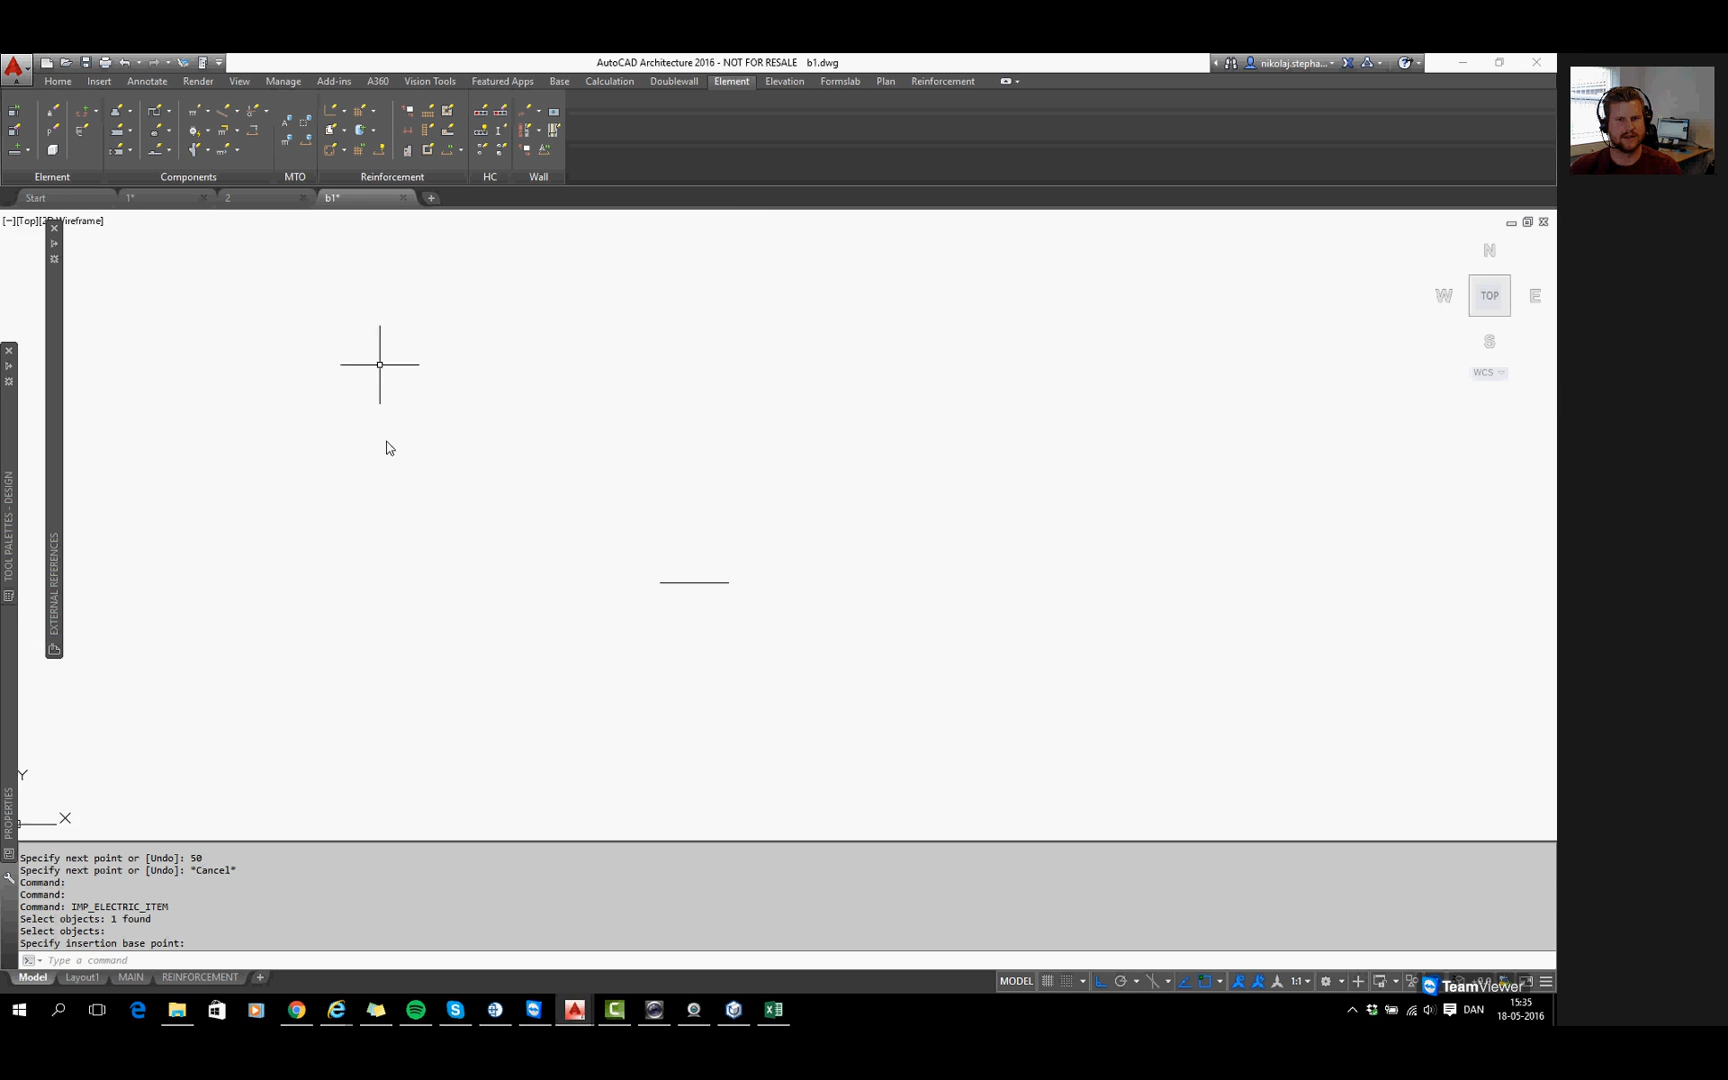 AutoCAD Architecture 2016 - NOT FOR RESALE b1.dwg
nikolaj.stepha...
Home Insert Annotate Render View Manage Add-ins A360 Vision Tools Featured Apps Base Calculation Doublewall Element Elevation Formslab Plan Reinforcement
Element Components MTO Reinforcement HC Wall
Start 1* 2 b1*
[−][Top][2D Wireframe]
N
W TOP E
S
WCS
TOOL PALETTES - DESIGN
EXTERNAL REFERENCES
PROPERTIES
Y
X
Specify next point or [Undo]: 50
Specify next point or [Undo]: *Cancel*
Command:
Command:
Command: IMP_ELECTRIC_ITEM
Select objects: 1 found
Select objects:
Specify insertion base point:
Type a command
Model Layout1 MAIN REINFORCEMENT
MODEL 1:1
TeamViewer
DAN
15:35
18-05-2016